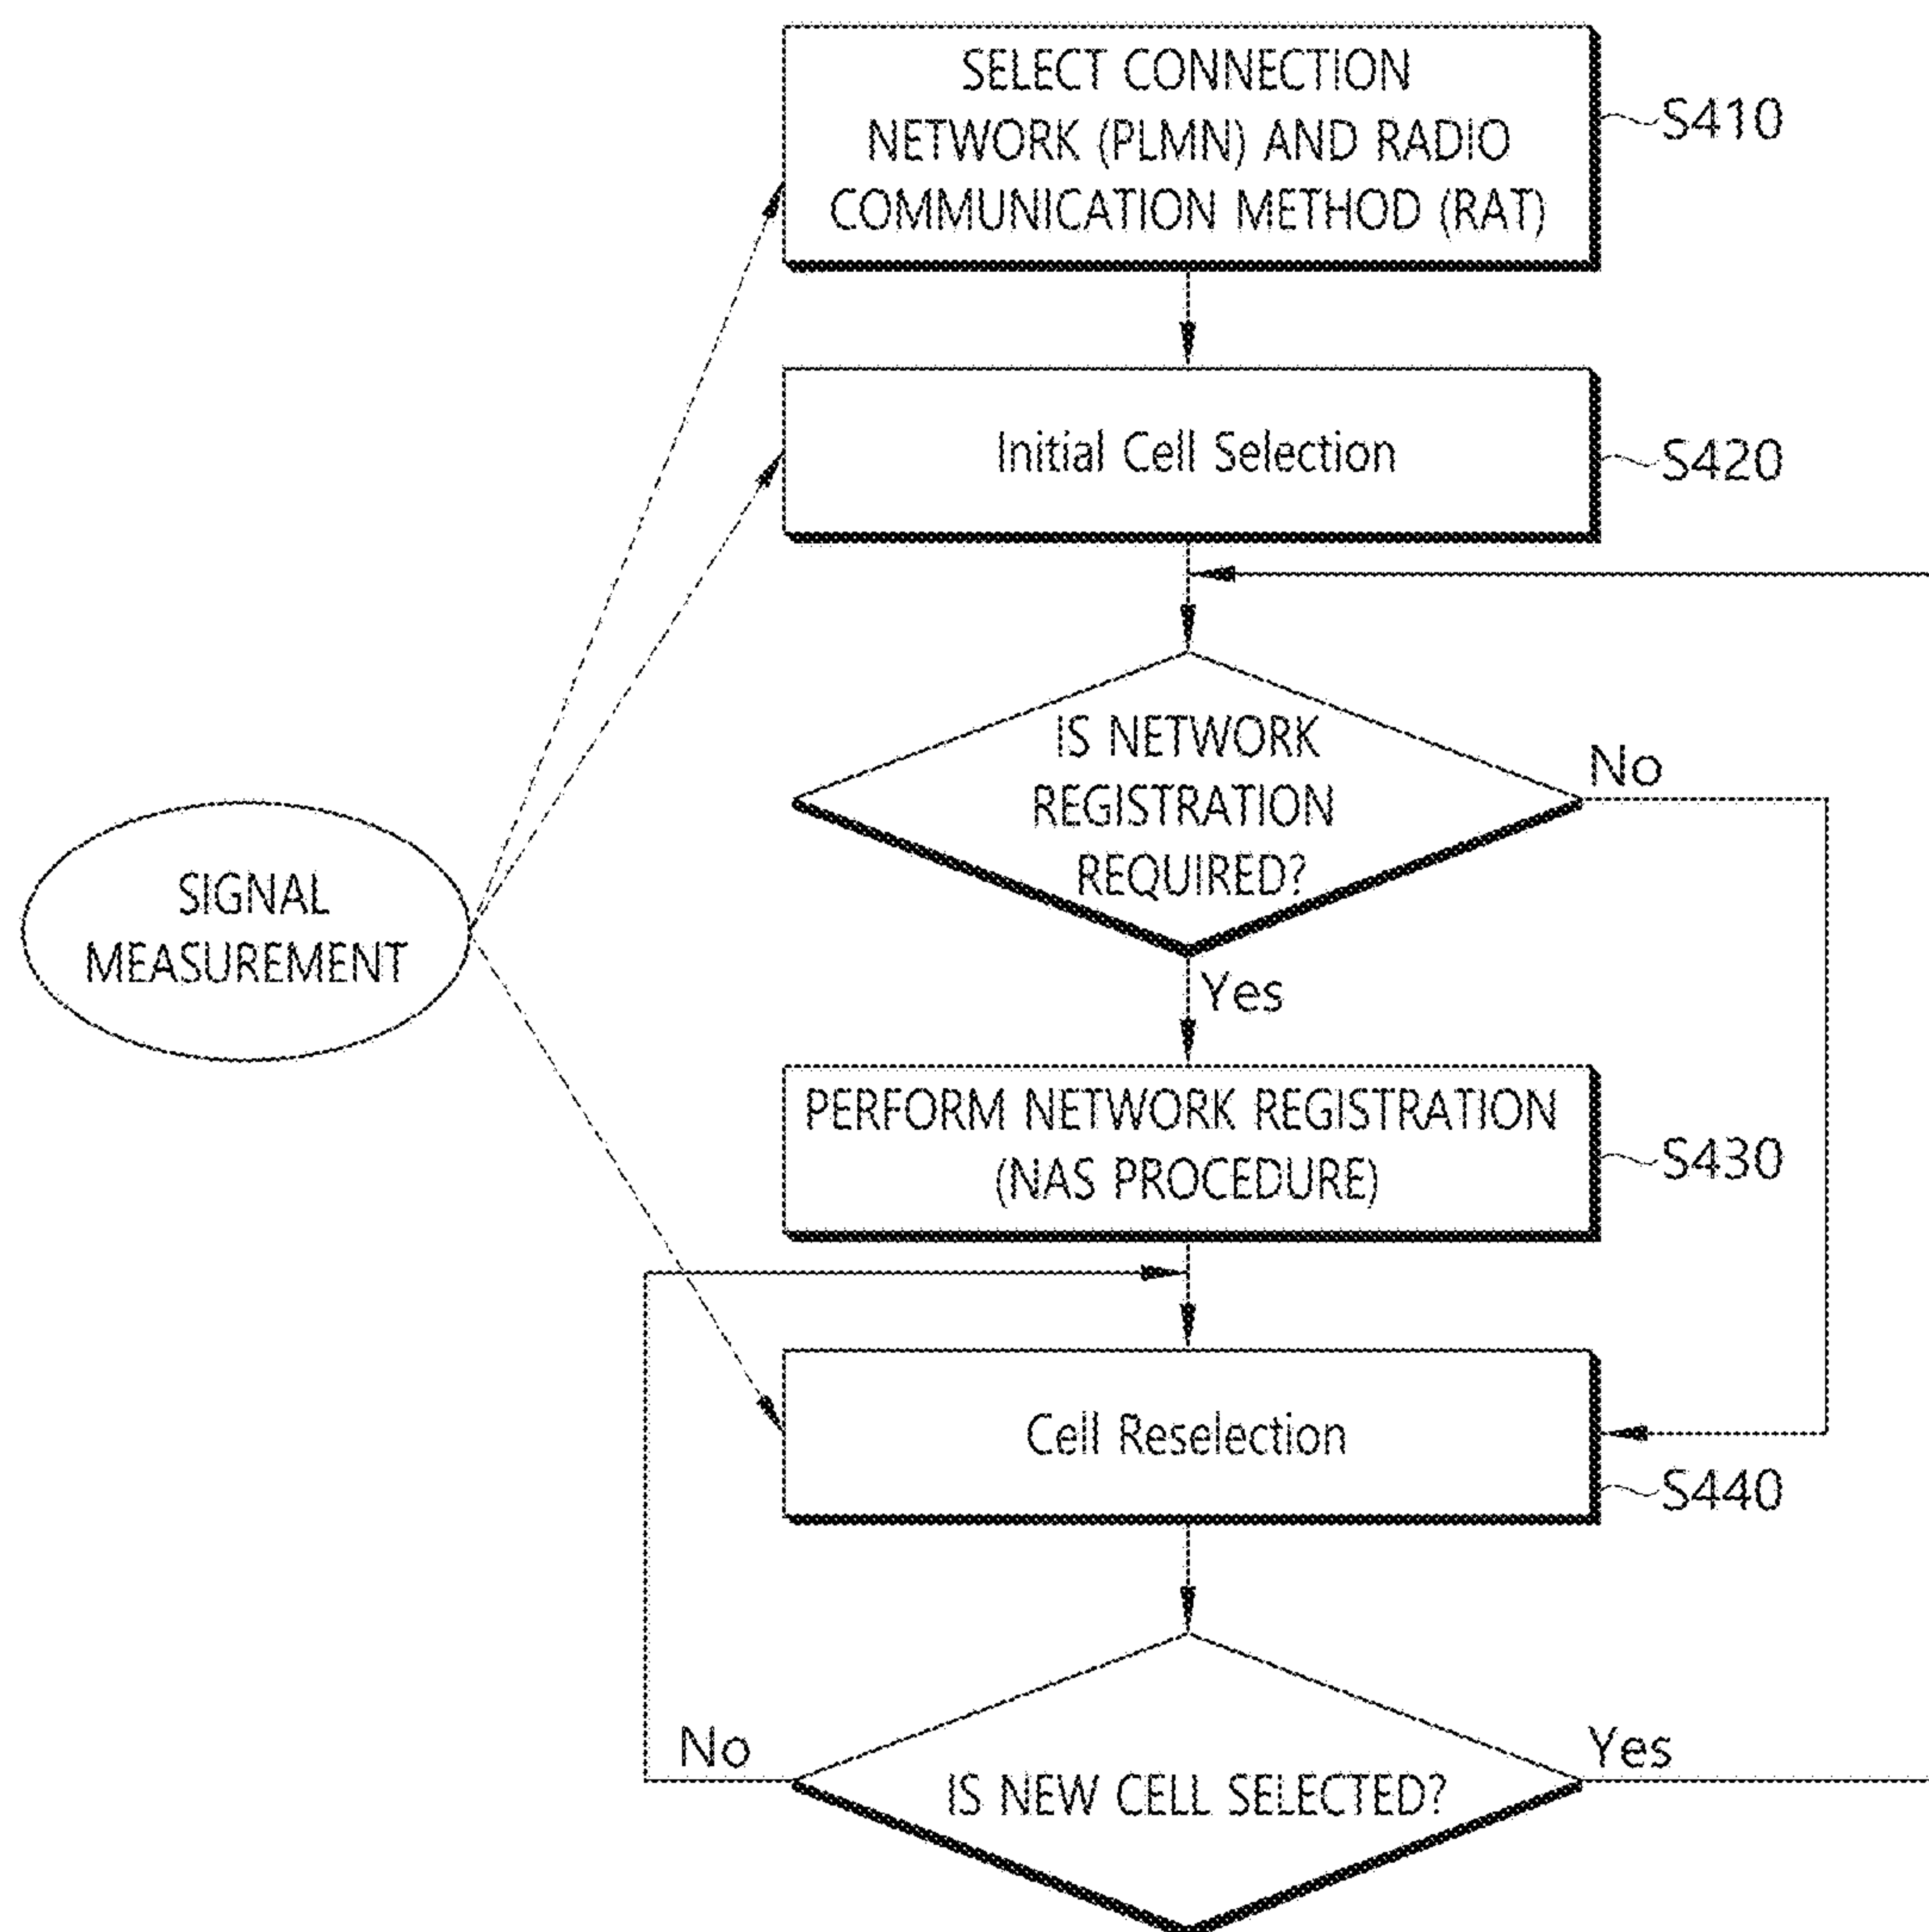 SELECT CONNECTION
NETWORK (PLMN) AND RADIO
COMMUNICATION METHOD (RAT)
S410
Initial Cell Selection
S420
IS NETWORK
REGISTRATION
REQUIRED?
No
SIGNAL
MEASUREMENT
Yes
PERFORM NETWORK REGISTRATION
(NAS PROCEDURE)
S430
Cell Reselection
S440
No
Yes
IS NEW CELL SELECTED?